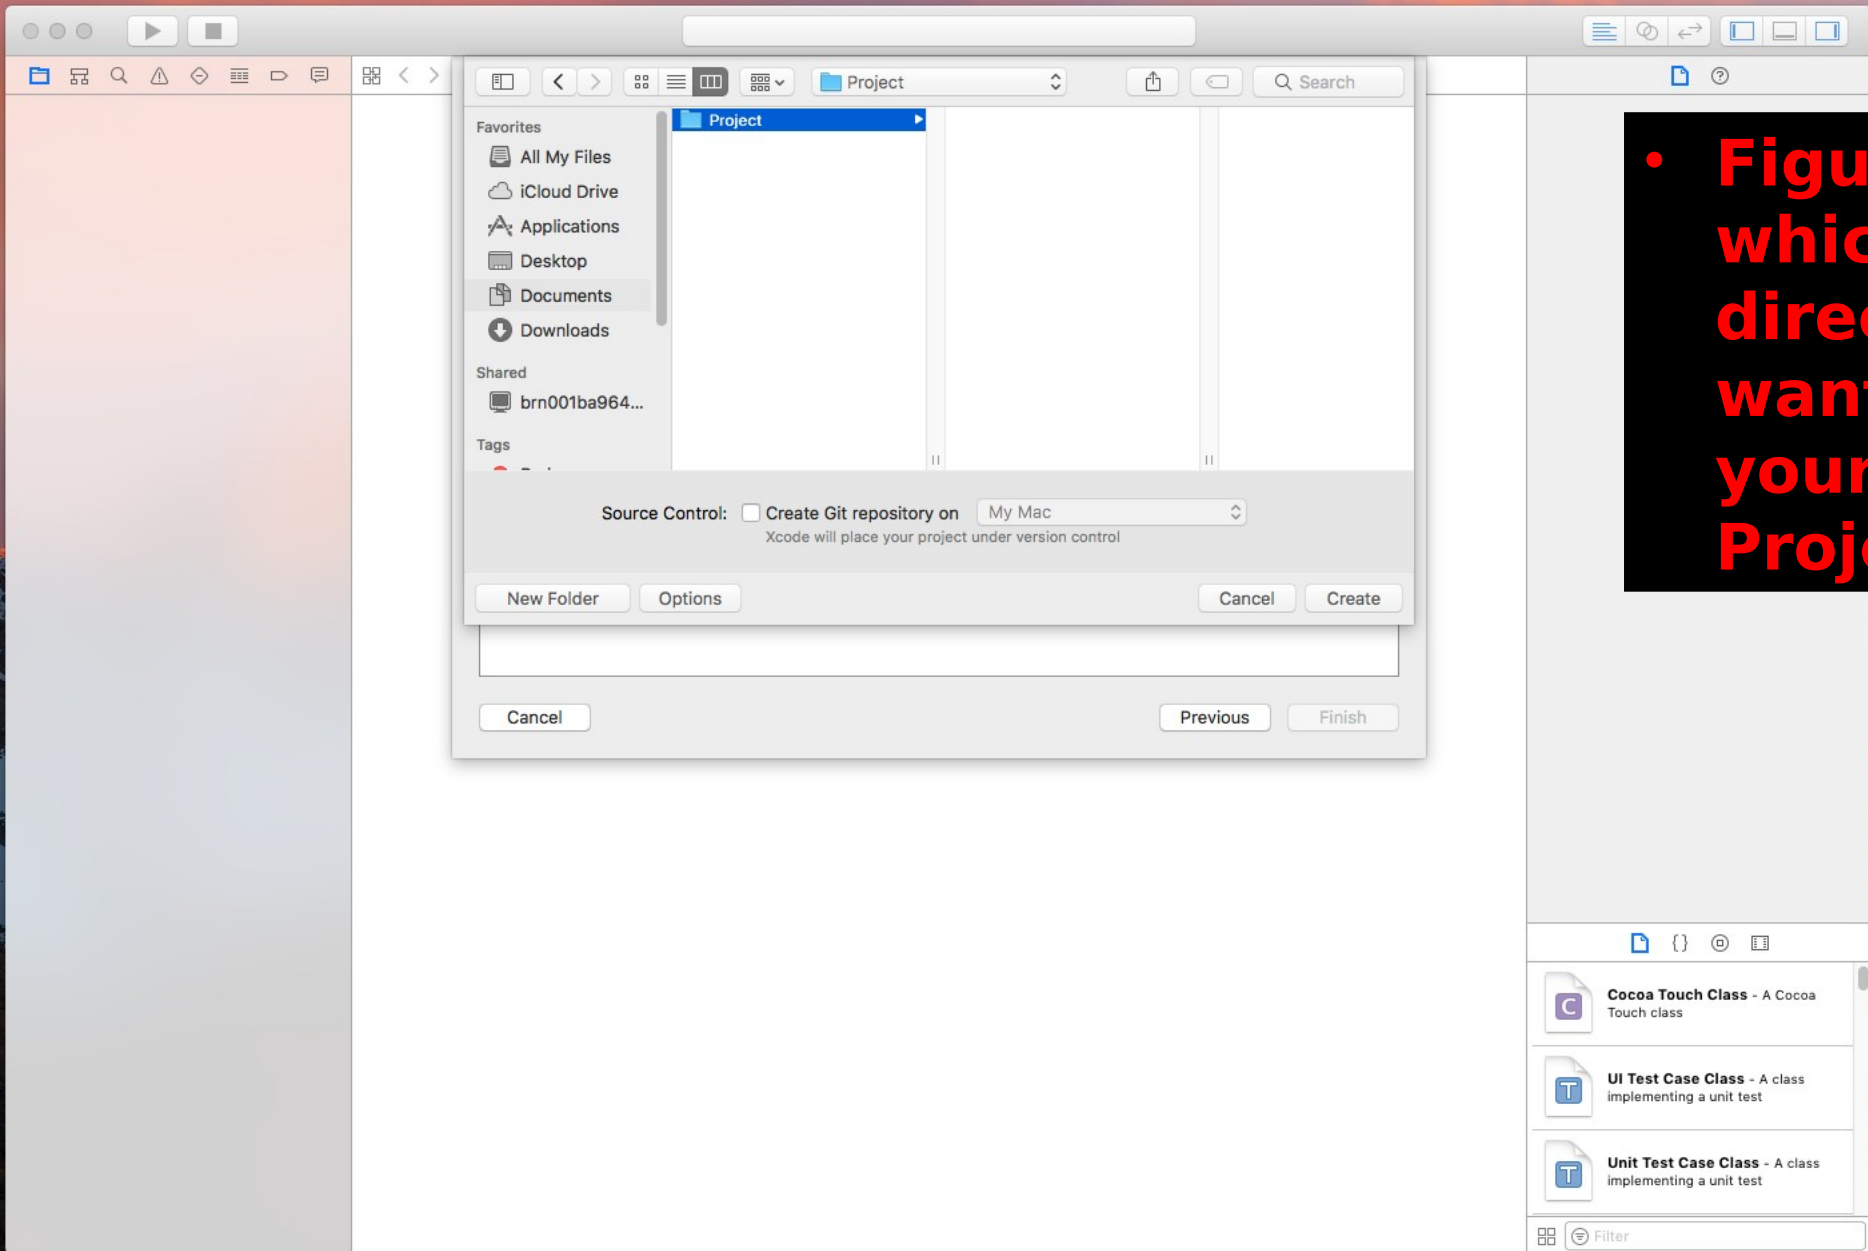 Project
Search
Favorites
All My Files
iCloud Drive
Applications
Desktop
Documents
Downloads
Shared
brn001ba964...
Tags
Project
Source Control: Create Git repository on My Mac
Xcode will place your project under version control
New Folder Options Cancel Create
Cancel Previous Finish
• Figu
whic
direc
want
your
Proje
{}
C Cocoa Touch Class - A Cocoa
Touch class
T UI Test Case Class - A class
implementing a unit test
T Unit Test Case Class - A class
implementing a unit test
Filter